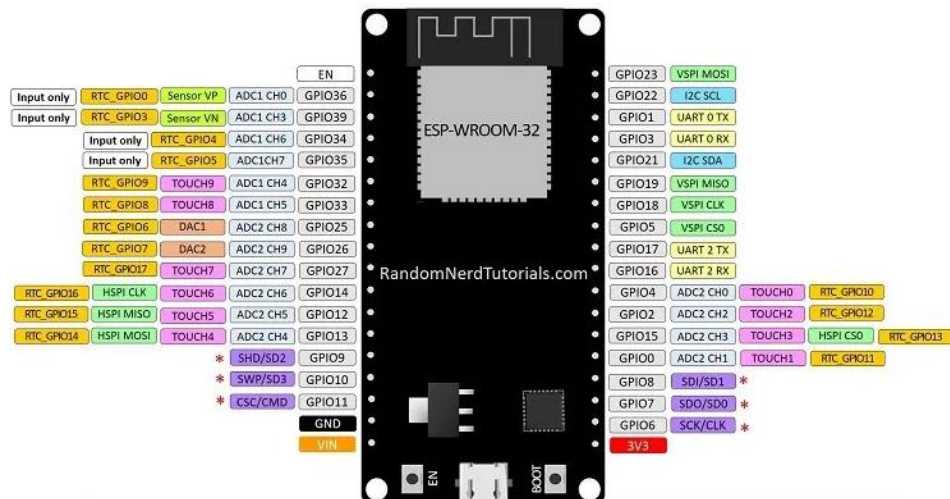 EN GPIO23 VSPI MOSI
Input only RTC_GPIO0 Sensor VP ADC1 CH0 GPIO36 GPIO22 I2C SCL
Input only RTC_GPIO3 Sensor VN ADC1 CH3 GPIO39 GPIO1 UART 0 TX
Input only RTC_GPIO4 ADC1 CH6 GPIO34 ESP-WROOM-32 GPIO3 UART 0 RX
Input only RTC_GPIO5 ADC1CH7 GPIO35 GPIO21 I2C SDA
RTC_GPIO9 TOUCH9 ADC1 CH4 GPIO32 GPIO19 VSPI MISO
RTC_GPIO8 TOUCH8 ADC1 CH5 GPIO33 GPIO18 VSPI CLK
RTC_GPIO6 DAC1 ADC2 CH8 GPIO25 GPIO5 VSPI CS0
RTC_GPIO7 DAC2 ADC2 CH9 GPIO26 GPIO17 UART 2 TX
RTC_GPIO17 TOUCH7 ADC2 CH7 GPIO27 RandomNerdTutorials.com GPIO16 UART 2 RX
RTC_GPIO16 HSPI CLK TOUCH6 ADC2 CH6 GPIO14 GPIO4 ADC2 CH0 TOUCH0 RTC_GPIO10
RTC_GPIO15 HSPI MISO TOUCH5 ADC2 CH5 GPIO12 GPIO2 ADC2 CH2 TOUCH2 RTC_GPIO12
RTC_GPIO14 HSPI MOSI TOUCH4 ADC2 CH4 GPIO13 GPIO15 ADC2 CH3 TOUCH3 HSPI CS0 RTC_GPIO13
* SHD/SD2 GPIO9 GPIO0 ADC2 CH1 TOUCH1 RTC_GPIO11
* SWP/SD3 GPIO10 GPIO8 SDI/SD1 *
* CSC/CMD GPIO11 GPIO7 SDO/SD0 *
GND GPIO6 SCK/CLK *
VIN 3V3
EN BOOT